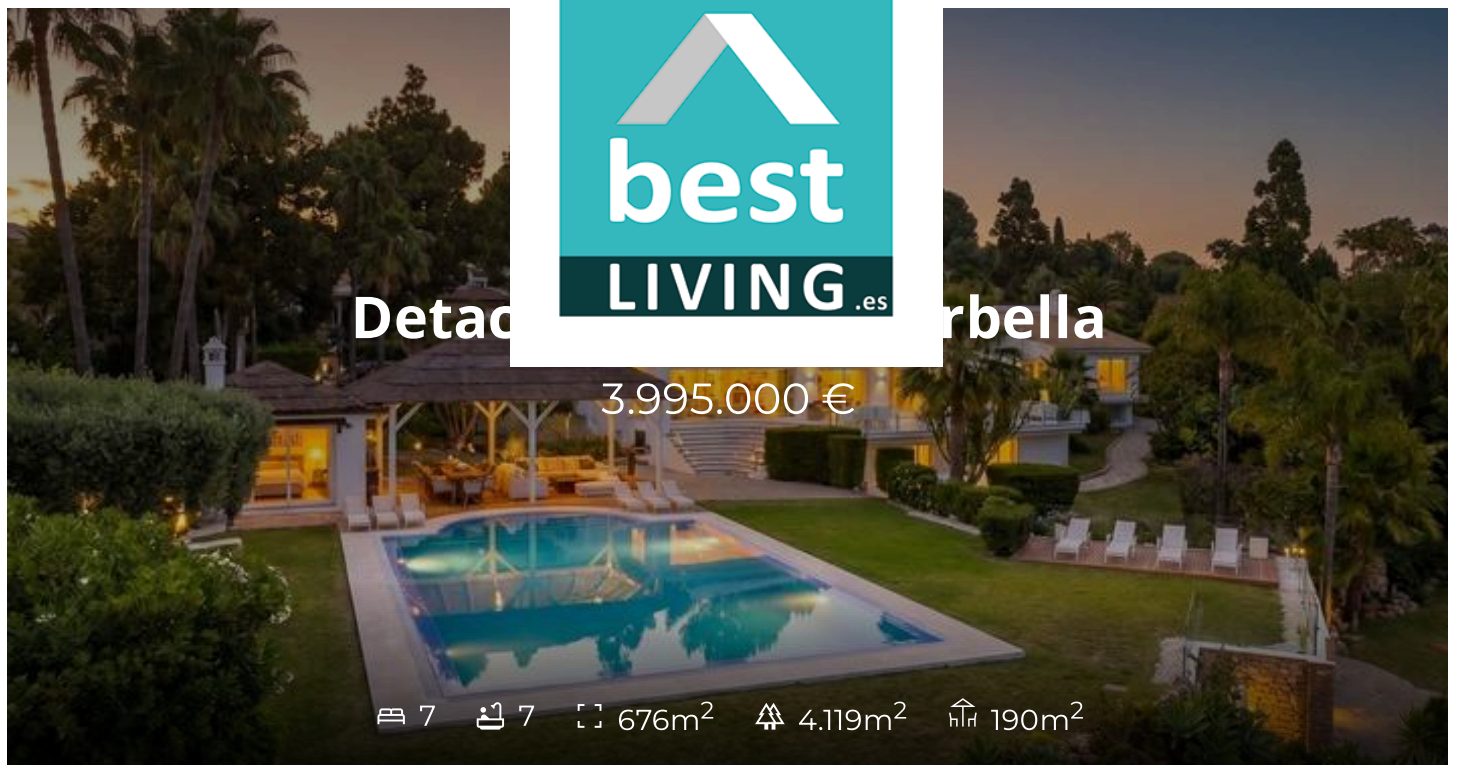 best
LIVING.es
Detac rbella
3.995.000 €
7 7 676m² 4.119m² 190m²